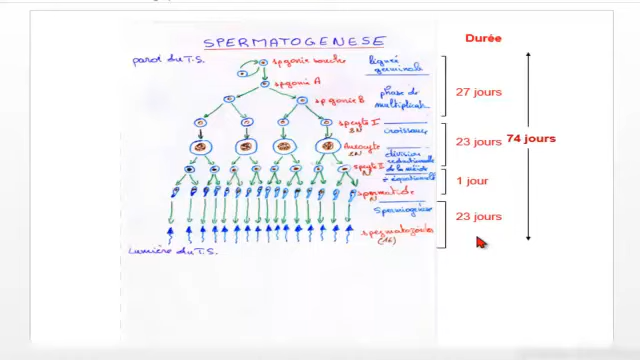 SPERMATOGENESE
Durée
paroi du T.S.
spgonie souche
lignée
germinale
spgonie A
27 jours
phase de
multiplicat
spgonie B
spcyte I
2N
croissance
74 jours
23 jours
Auxocyte
2N
division
réductionnelle
de la méiose
spcyte II
N
+ équationnelle
1 jour
spermatide
N
Spermiogénèse
23 jours
spermatozoïdes
(16)
Lumière du T.S.